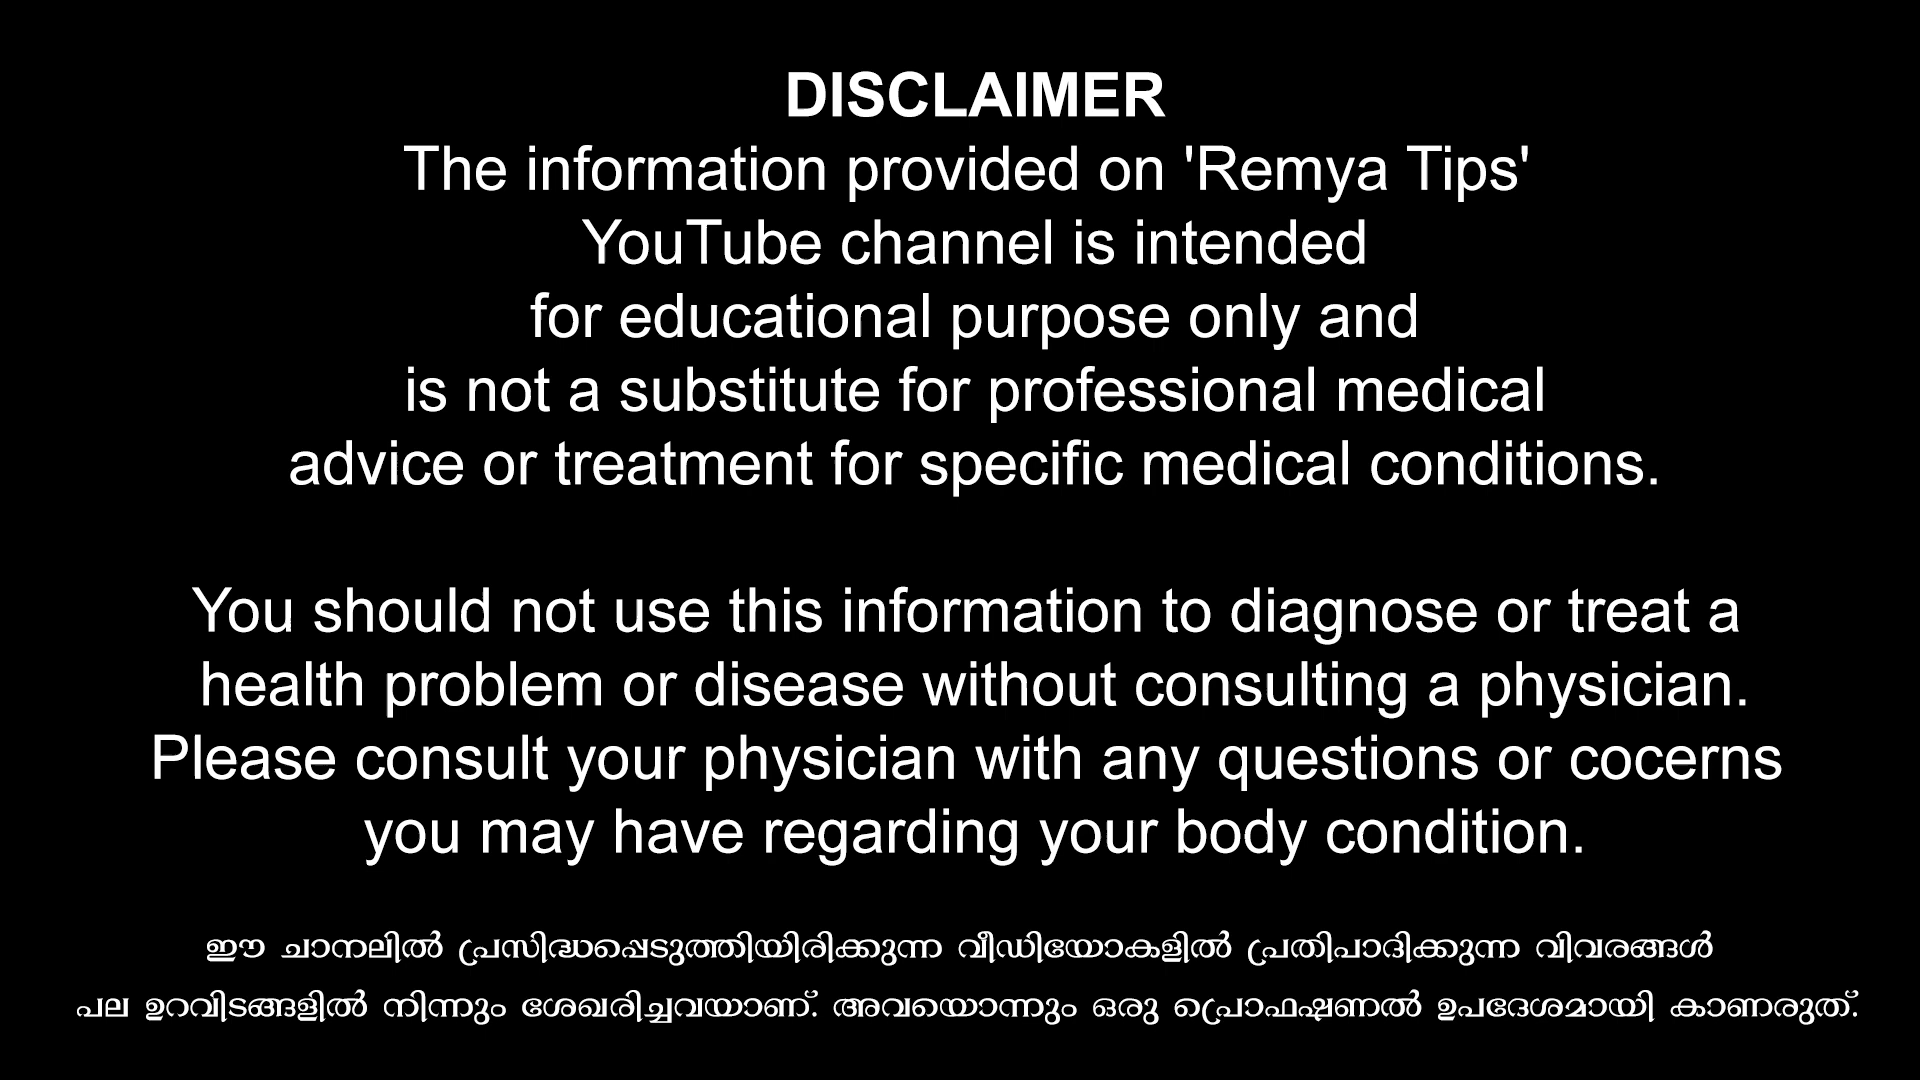 DISCLAIMER
The information provided on 'Remya Tips'
YouTube channel is intended
for educational purpose only and
is not a substitute for professional medical
advice or treatment for specific medical conditions.
You should not use this information to diagnose or treat a
health problem or disease without consulting a physician.
Please consult your physician with any questions or cocerns
you may have regarding your body condition.
ഈ ചാനലിൽ പ്രസിദ്ധപ്പെടുത്തിയിരിക്കുന്ന വീഡിയോകളിൽ പ്രതിപാദിക്കുന്ന വിവരങ്ങൾ
പല ഉറവിടങ്ങളിൽ നിന്നും ശേഖരിച്ചവയാണ്. അവയൊന്നും ഒരു പ്രൊഫഷണൽ ഉപദേശമായി കാണരുത്.